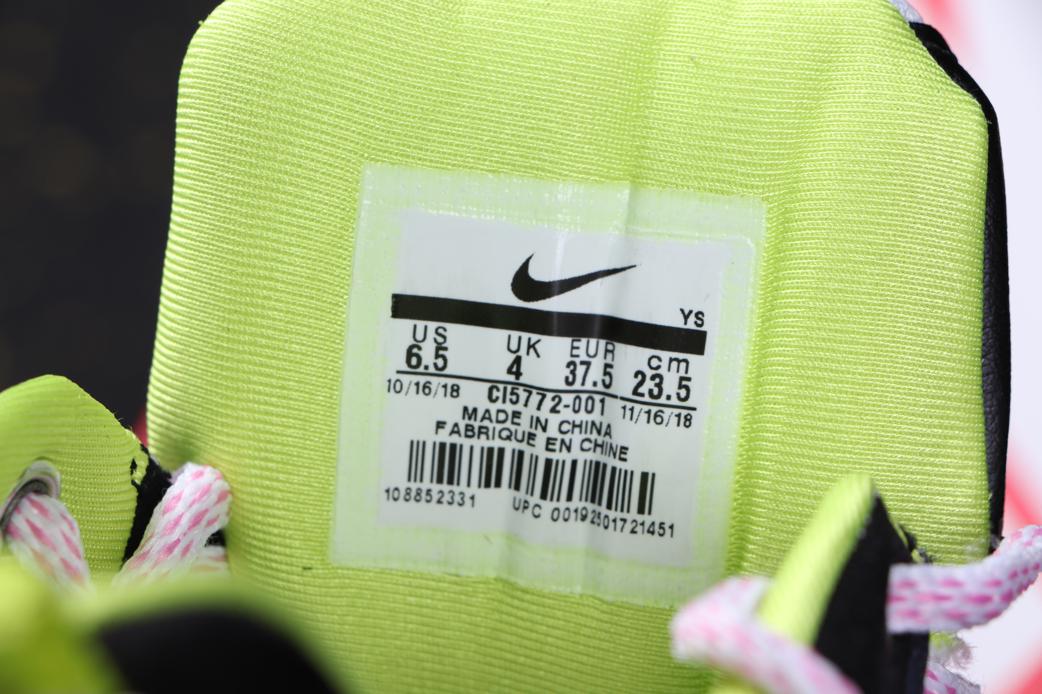 YS
US UK EUR cm
6.5 4 37.5 23.5
10/16/18 CI5772-001 11/16/18
MADE IN CHINA
FABRIQUE EN CHINE
108852331 UPC 00192501721451